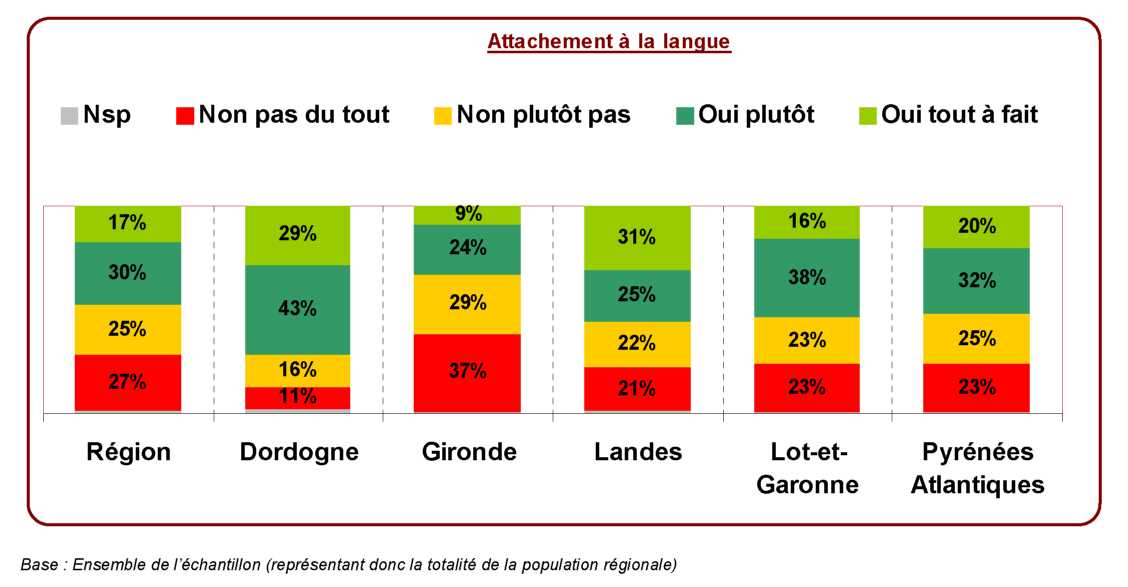 Attachement à la langue
Nsp Non pas du tout Non plutôt pas Oui plutôt Oui tout à fait
17% 29% 9% 31% 16% 20%
30% 43% 24% 25% 38% 32%
25% 16% 29% 22% 23% 25%
27% 11% 37% 21% 23% 23%
Région Dordogne Gironde Landes Lot-et- Pyrénées
Garonne Atlantiques
Base : Ensemble de l'échantillon (représentant donc la totalité de la population régionale)